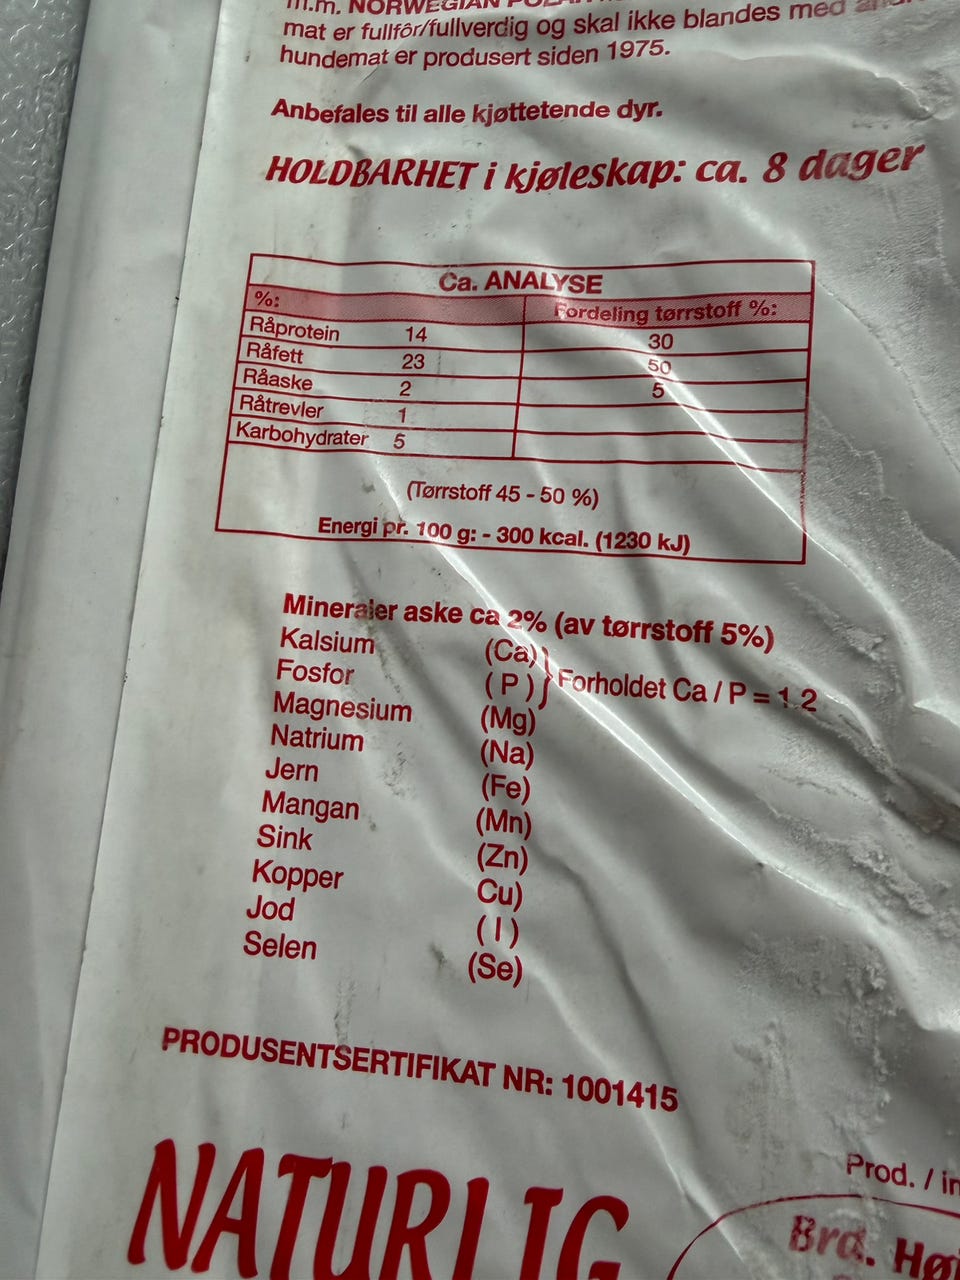 m.m. NORWEGIAN
mat er fullfôr/fullverdig og skal ikke blandes med
hundemat er produsert siden 1975.
Anbefales til alle kjøttetende dyr.
HOLDBARHET i kjøleskap: ca. 8 dager
Ca. ANALYSE
%: Fordeling tørrstoff %:
Råprotein 14 30
Råfett 23 50
Råaske 2 5
Råtrevler 1
Karbohydrater 5
(Tørrstoff 45 - 50 %)
Energi pr. 100 g: - 300 kcal. (1230 kJ)
Mineraler aske ca 2% (av tørrstoff 5%)
Kalsium (Ca)
Fosfor (P) Forholdet Ca / P = 1.2
Magnesium (Mg)
Natrium (Na)
Jern (Fe)
Mangan (Mn)
Sink (Zn)
Kopper Cu)
Jod (I)
Selen (Se)
PRODUSENTSERTIFIKAT NR: 1001415
NATURLIG
Prod. / 
Brd.